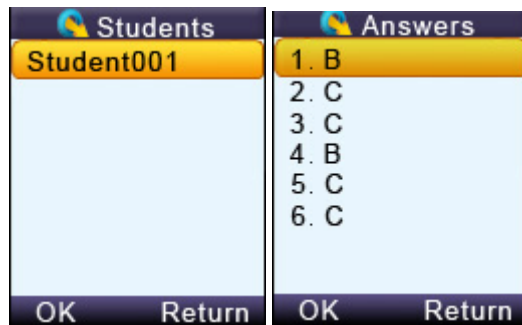 Students
Student001
OK Return
Answers
1. B
2. C
3. C
4. B
5. C
6. C
OK Return